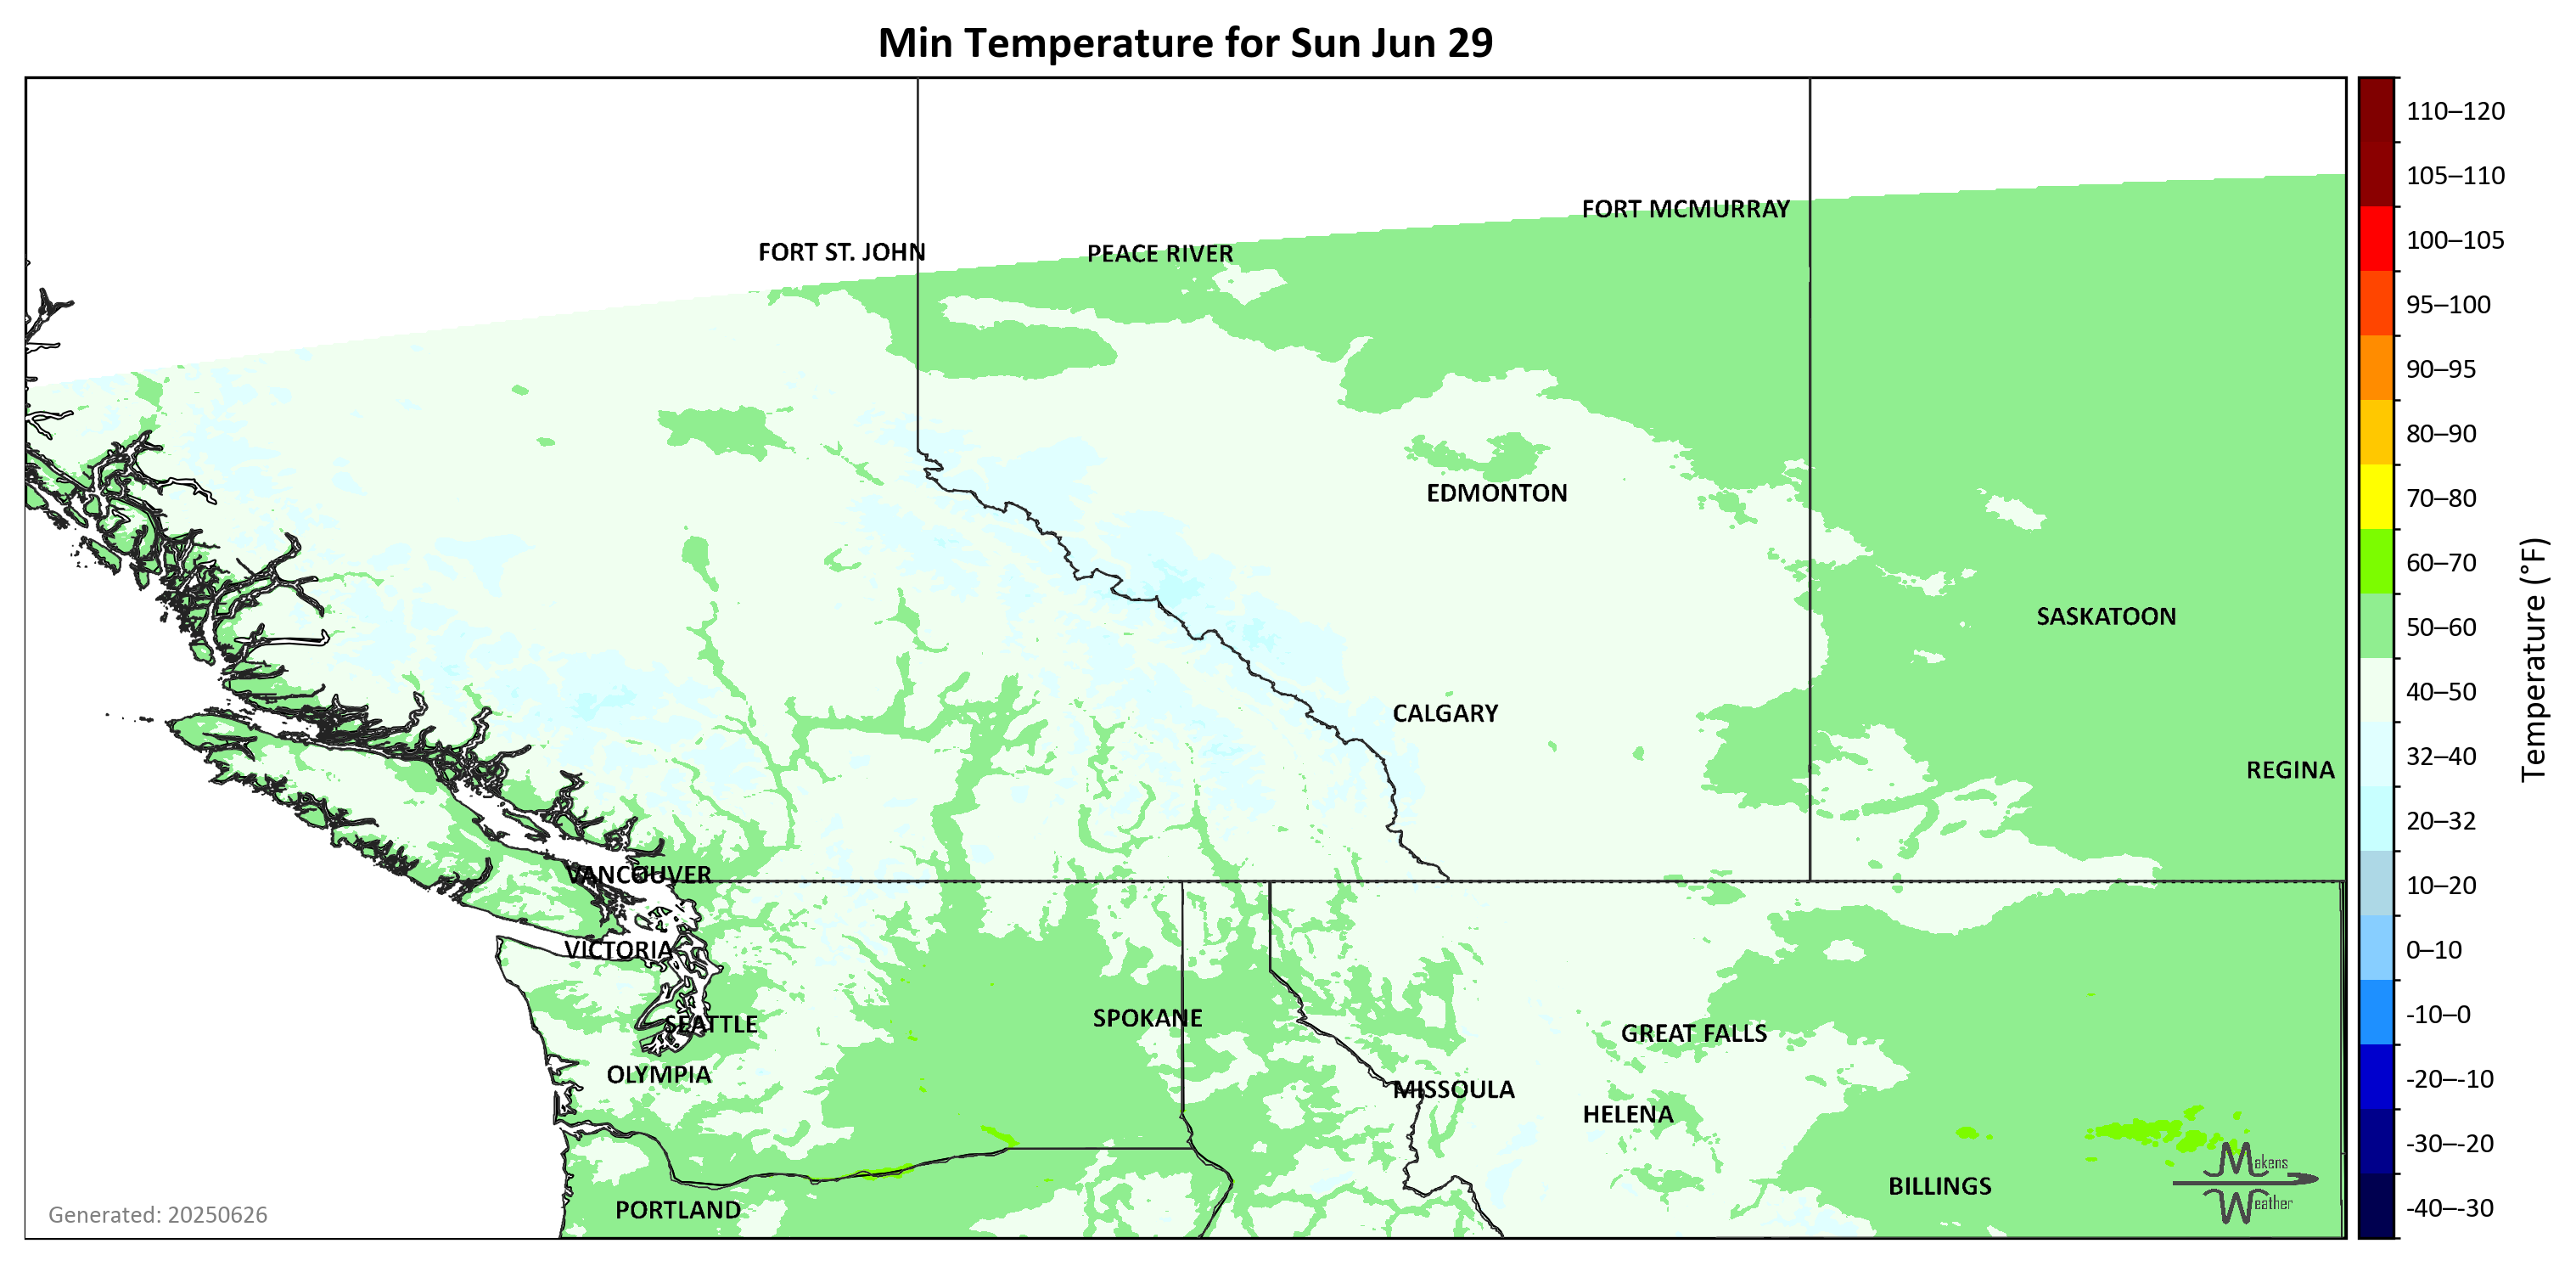 Min Temperature for Sun Jun 29
110–120
105–110
100–105
95–100
90–95
80–90
70–80
60–70
50–60
40–50
32–40
20–32
10–20
0–10
-10–0
-20–-10
-30–-20
-40–-30
Temperature (°F)
FORT MCMURRAY
FORT ST. JOHN
PEACE RIVER
EDMONTON
SASKATOON
CALGARY
REGINA
VANCOUVER
VICTORIA
SEATTLE
SPOKANE
GREAT FALLS
OLYMPIA
MISSOULA
HELENA
BILLINGS
PORTLAND
Makens
Weather
Generated: 20250626